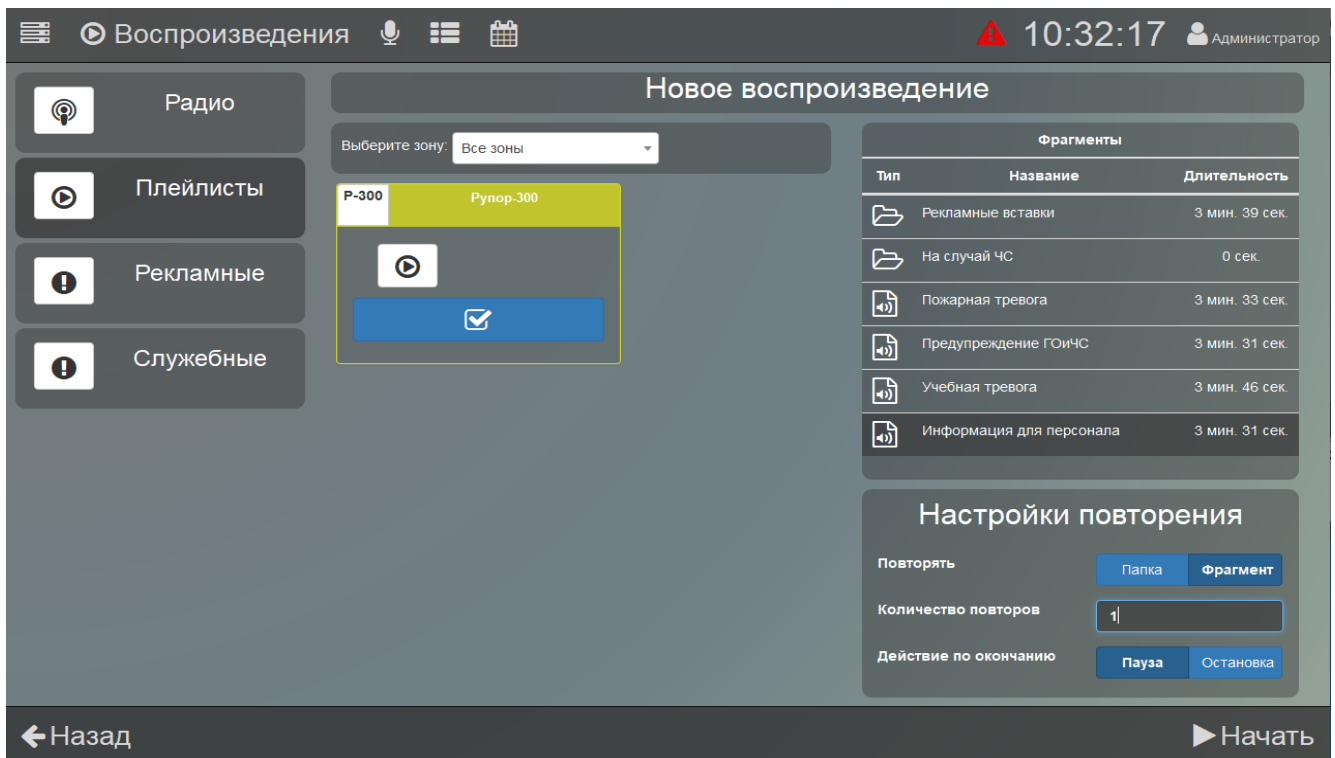 Воспроизведения 10:32:17 Администратор
Радио
Плейлисты
Рекламные
Служебные
Новое воспроизведение
Выберите зону: Все зоны
P-300 Рупор-300
Фрагменты
Тип Название Длительность
Рекламные вставки 3 мин. 39 сек.
На случай ЧС 0 сек.
Пожарная тревога 3 мин. 33 сек.
Предупреждение ГОиЧС 3 мин. 31 сек.
Учебная тревога 3 мин. 46 сек.
Информация для персонала 3 мин. 31 сек.
Настройки повторения
Повторять Папка Фрагмент
Количество повторов 1
Действие по окончанию Пауза Остановка
Назад Начать